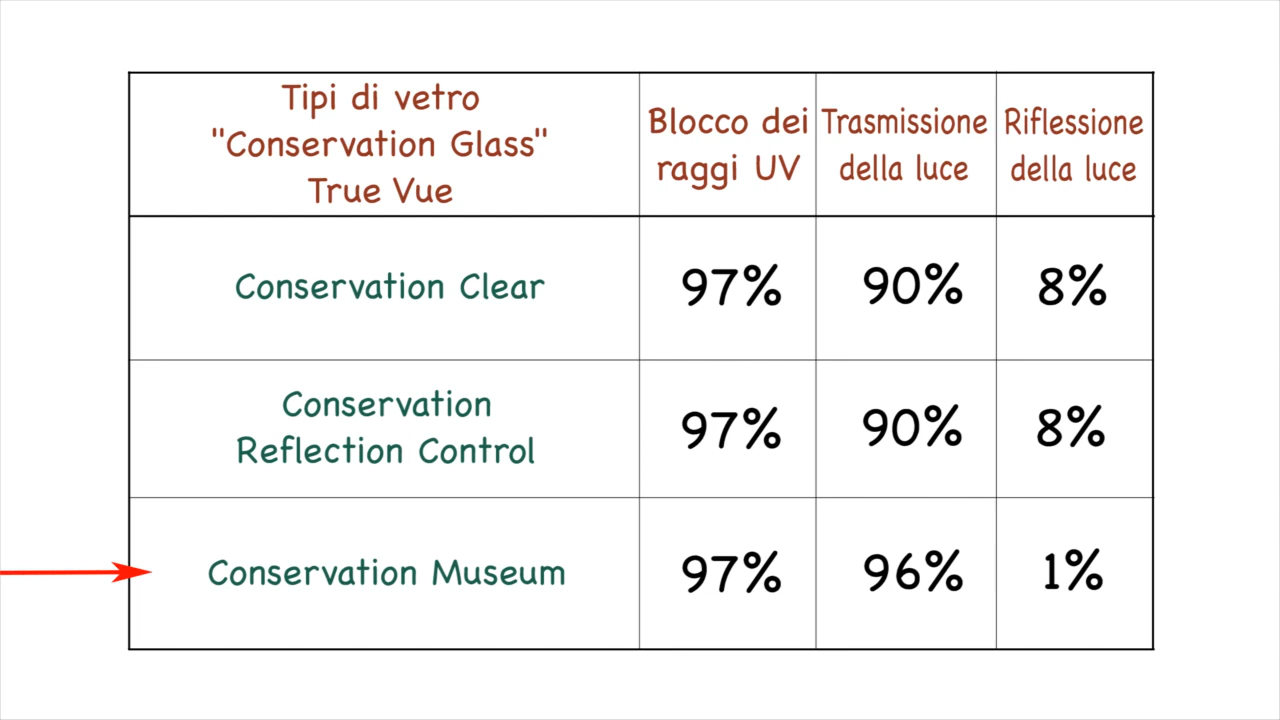 Tipi di vetro
"Conservation Glass"
True Vue
Blocco dei
raggi UV
Trasmissione
della luce
Riflessione
della luce
Conservation Clear
97%
90%
8%
Conservation
Reflection Control
97%
90%
8%
Conservation Museum
97%
96%
1%